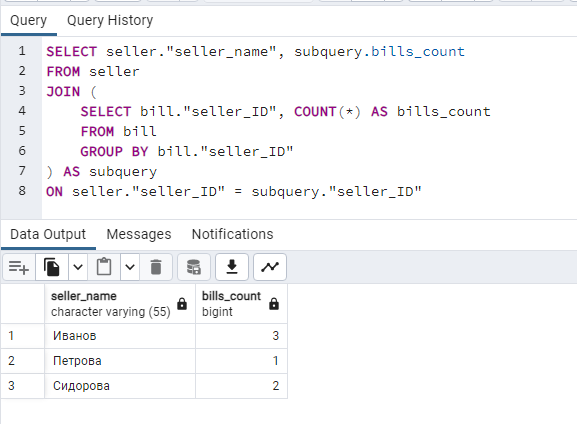 Query Query History
1 SELECT seller."seller_name", subquery.bills_count
2 FROM seller
3 JOIN (
4 SELECT bill."seller_ID", COUNT(*) AS bills_count
5 FROM bill
6 GROUP BY bill."seller_ID"
7 ) AS subquery
8 ON seller."seller_ID" = subquery."seller_ID"
Data Output Messages Notifications
seller_name bills_count
character varying (55) bigint
1 Иванов 3
2 Петрова 1
3 Сидорова 2